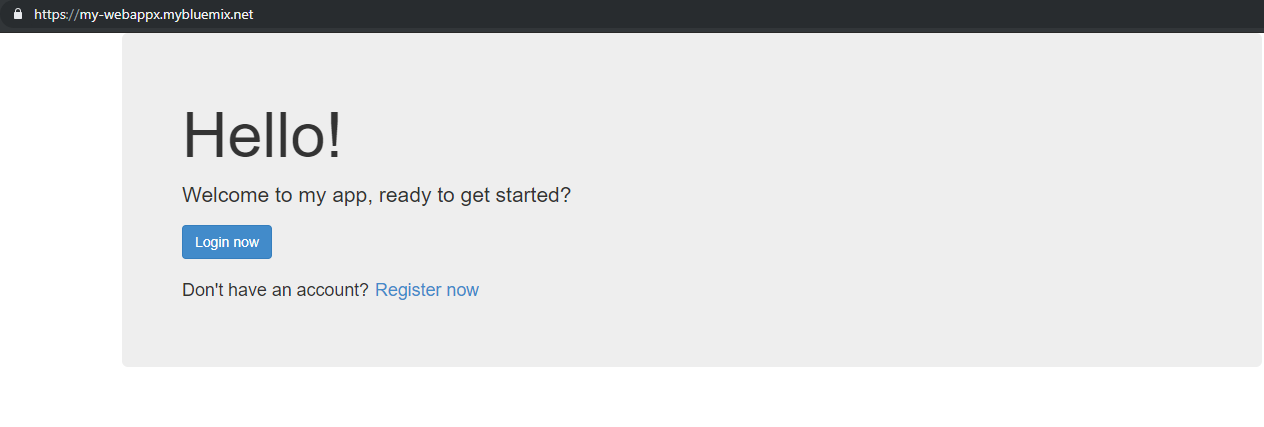 https://my-webappx.mybluemix.net
Hello!
Welcome to my app, ready to get started?
Login now
Don't have an account? Register now